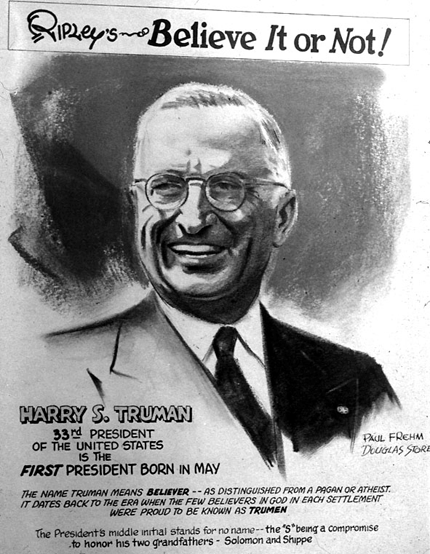 Ripley's Believe It or Not!
HARRY S. TRUMAN
33rd PRESIDENT
OF THE UNITED STATES
IS THE
FIRST PRESIDENT BORN IN MAY
PAUL FREHM
DOUGLAS STORE
THE NAME TRUMAN MEANS BELIEVER -- AS DISTINGUISHED FROM A PAGAN OR ATHEIST.
IT DATES BACK TO THE ERA WHEN THE FEW BELIEVERS IN GOD IN EACH SETTLEMENT
WERE PROUD TO BE KNOWN AS TRUMEN
The President's middle initial stands for no name -- the "S" being a compromise
.to honor his two grandfathers - Solomon and Shippe